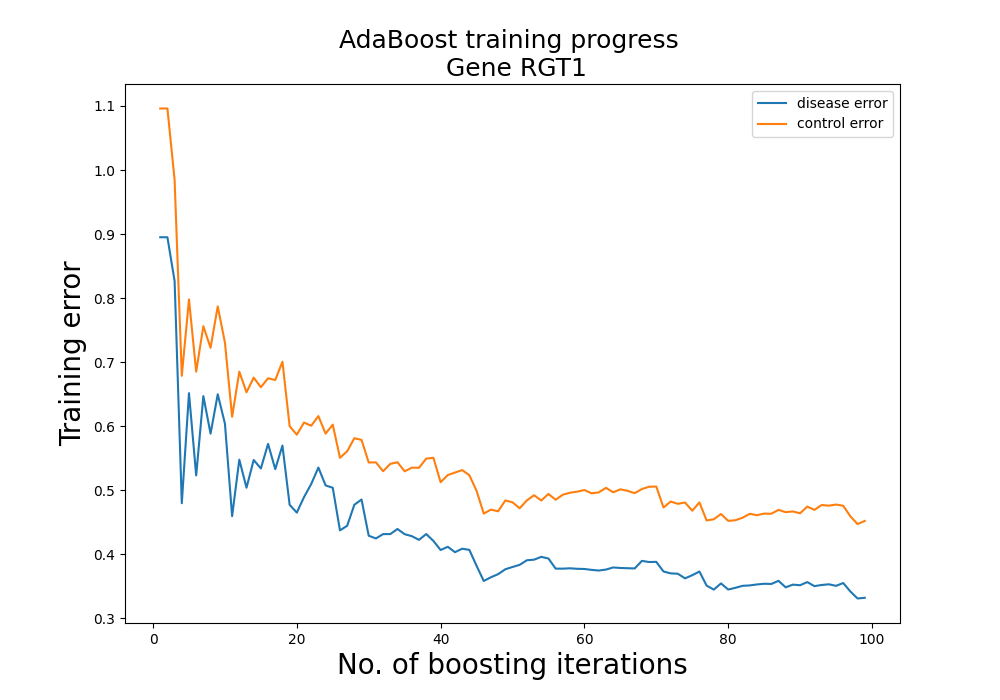 AdaBoost training progress
Gene RGT1
disease error
control error
Training error
1.1
1.0
0.9
0.8
0.7
0.6
0.5
0.4
0.3
0
20
40
60
80
100
No. of boosting iterations